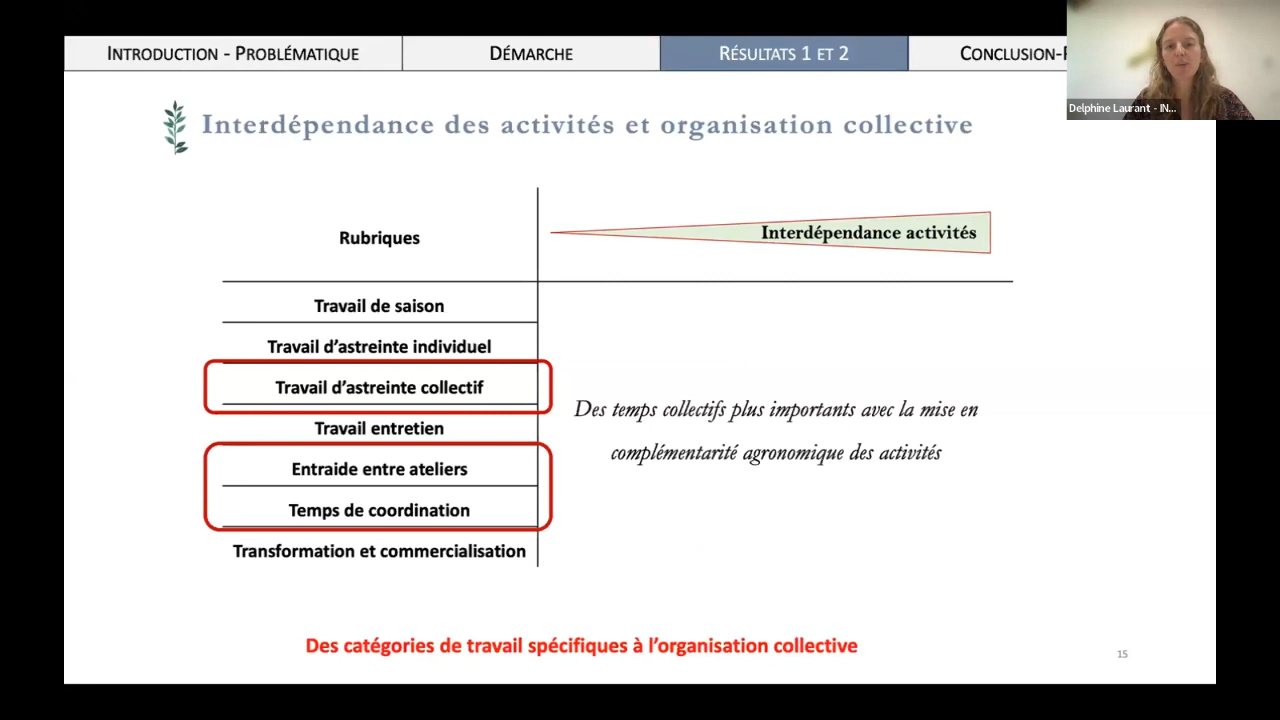 INTRODUCTION - PROBLÉMATIQUE
DÉMARCHE
RÉSULTATS 1 ET 2
CONCLUSION-
Delphine Laurant - IN...
Interdépendance des activités et organisation collective
Rubriques
Interdépendance activités
Travail de saison
Travail d'astreinte individuel
Travail d'astreinte collectif
Travail entretien
Entraide entre ateliers
Temps de coordination
Transformation et commercialisation
Des temps collectifs plus importants avec la mise en
complémentarité agronomique des activités
Des catégories de travail spécifiques à l'organisation collective
15